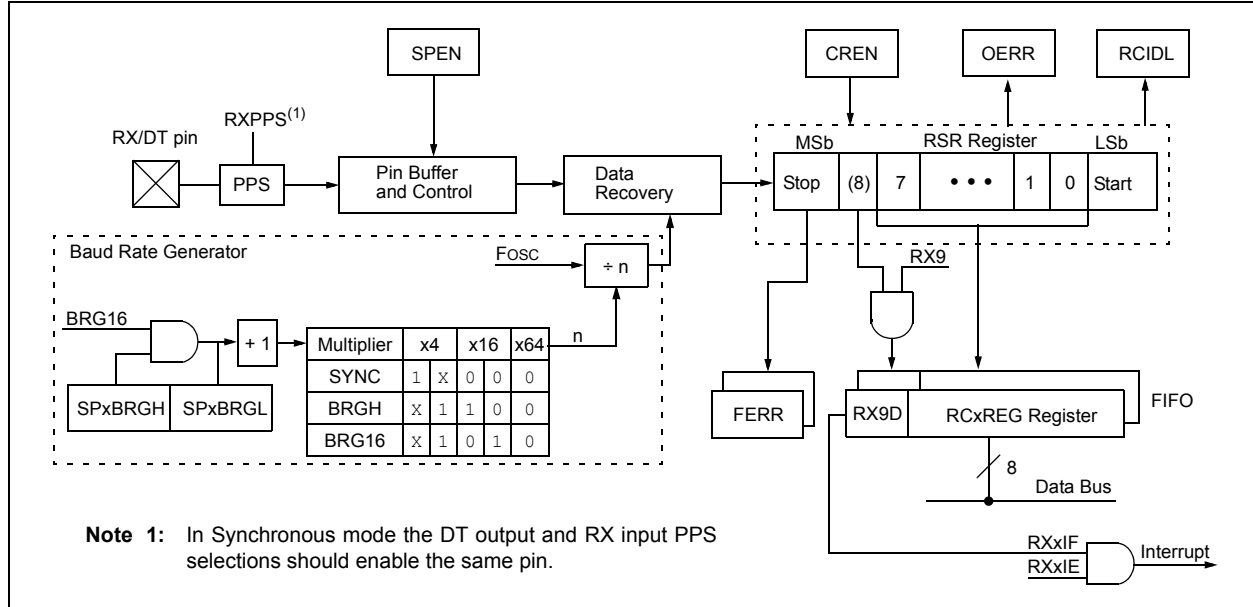 SPEN
CREN
OERR
RCIDL
RXPPS(1)
RX/DT pin
PPS
Pin Buffer
and Control
Data
Recovery
MSb
RSR Register
LSb
Stop
(8)
7
• • •
1
0
Start
Baud Rate Generator
FOSC
÷ n
n
BRG16
+ 1
SPxBRGH
SPxBRGL
Multiplier x4 x16 x64
SYNC 1 X 0 0 0
BRGH X 1 1 0 0
BRG16 X 1 0 1 0
RX9
FERR
RX9D
RCxREG Register
FIFO
8
Data Bus
RXxIF
RXxIE
Interrupt
Note 1: In Synchronous mode the DT output and RX input PPS
selections should enable the same pin.